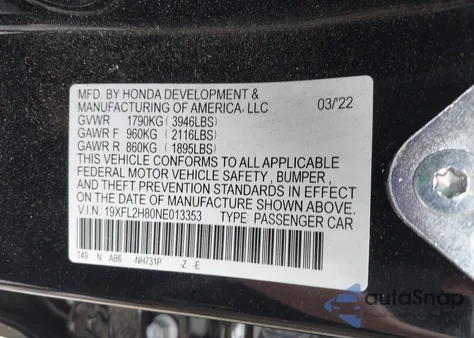 MFD. BY HONDA DEVELOPMENT &
MANUFACTURING OF AMERICA, LLC 03/'22
GVWR 1790KG ( 3946LBS)
GAWR F 960KG ( 2116LBS)
GAWR R 860KG ( 1895LBS)
THIS VEHICLE CONFORMS TO ALL APPLICABLE
FEDERAL MOTOR VEHICLE SAFETY, BUMPER,
AND THEFT PREVENTION STANDARDS IN EFFECT
ON THE DATE OF MANUFACTURE SHOWN ABOVE.
V.I.N. 19XFL2H80NE013353 TYPE: PASSENGER CAR
T49 N AB6 -NH731P -Z -E
autoSnap